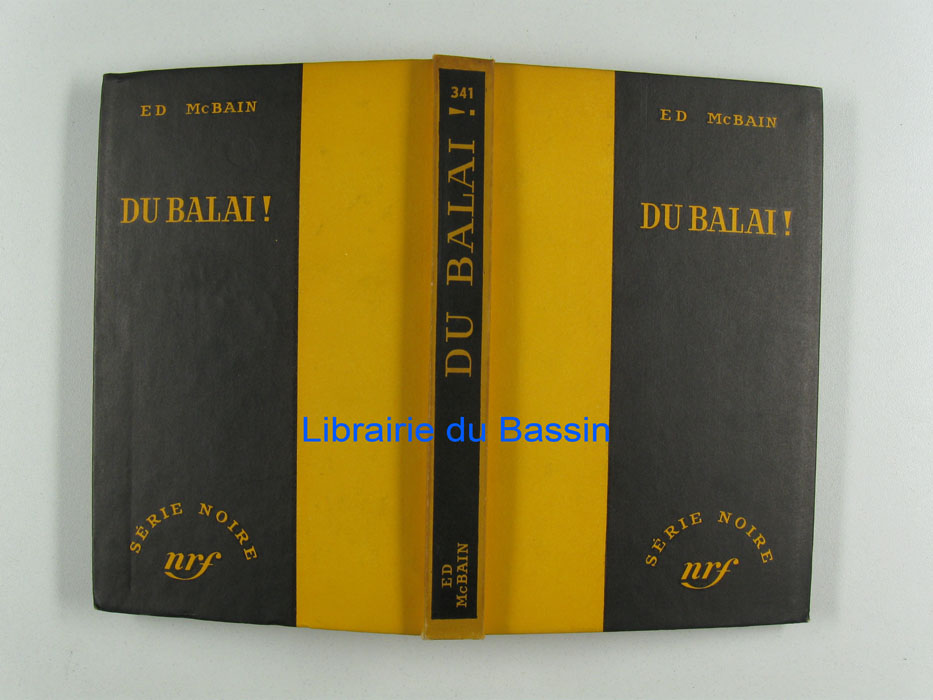 ED McBAIN
DU BALAI !
SÉRIE NOIRE
nrf
341
DU BALAI !
ED
McBAIN
ED McBAIN
DU BALAI !
SÉRIE NOIRE
nrf
Librairie du Bassin